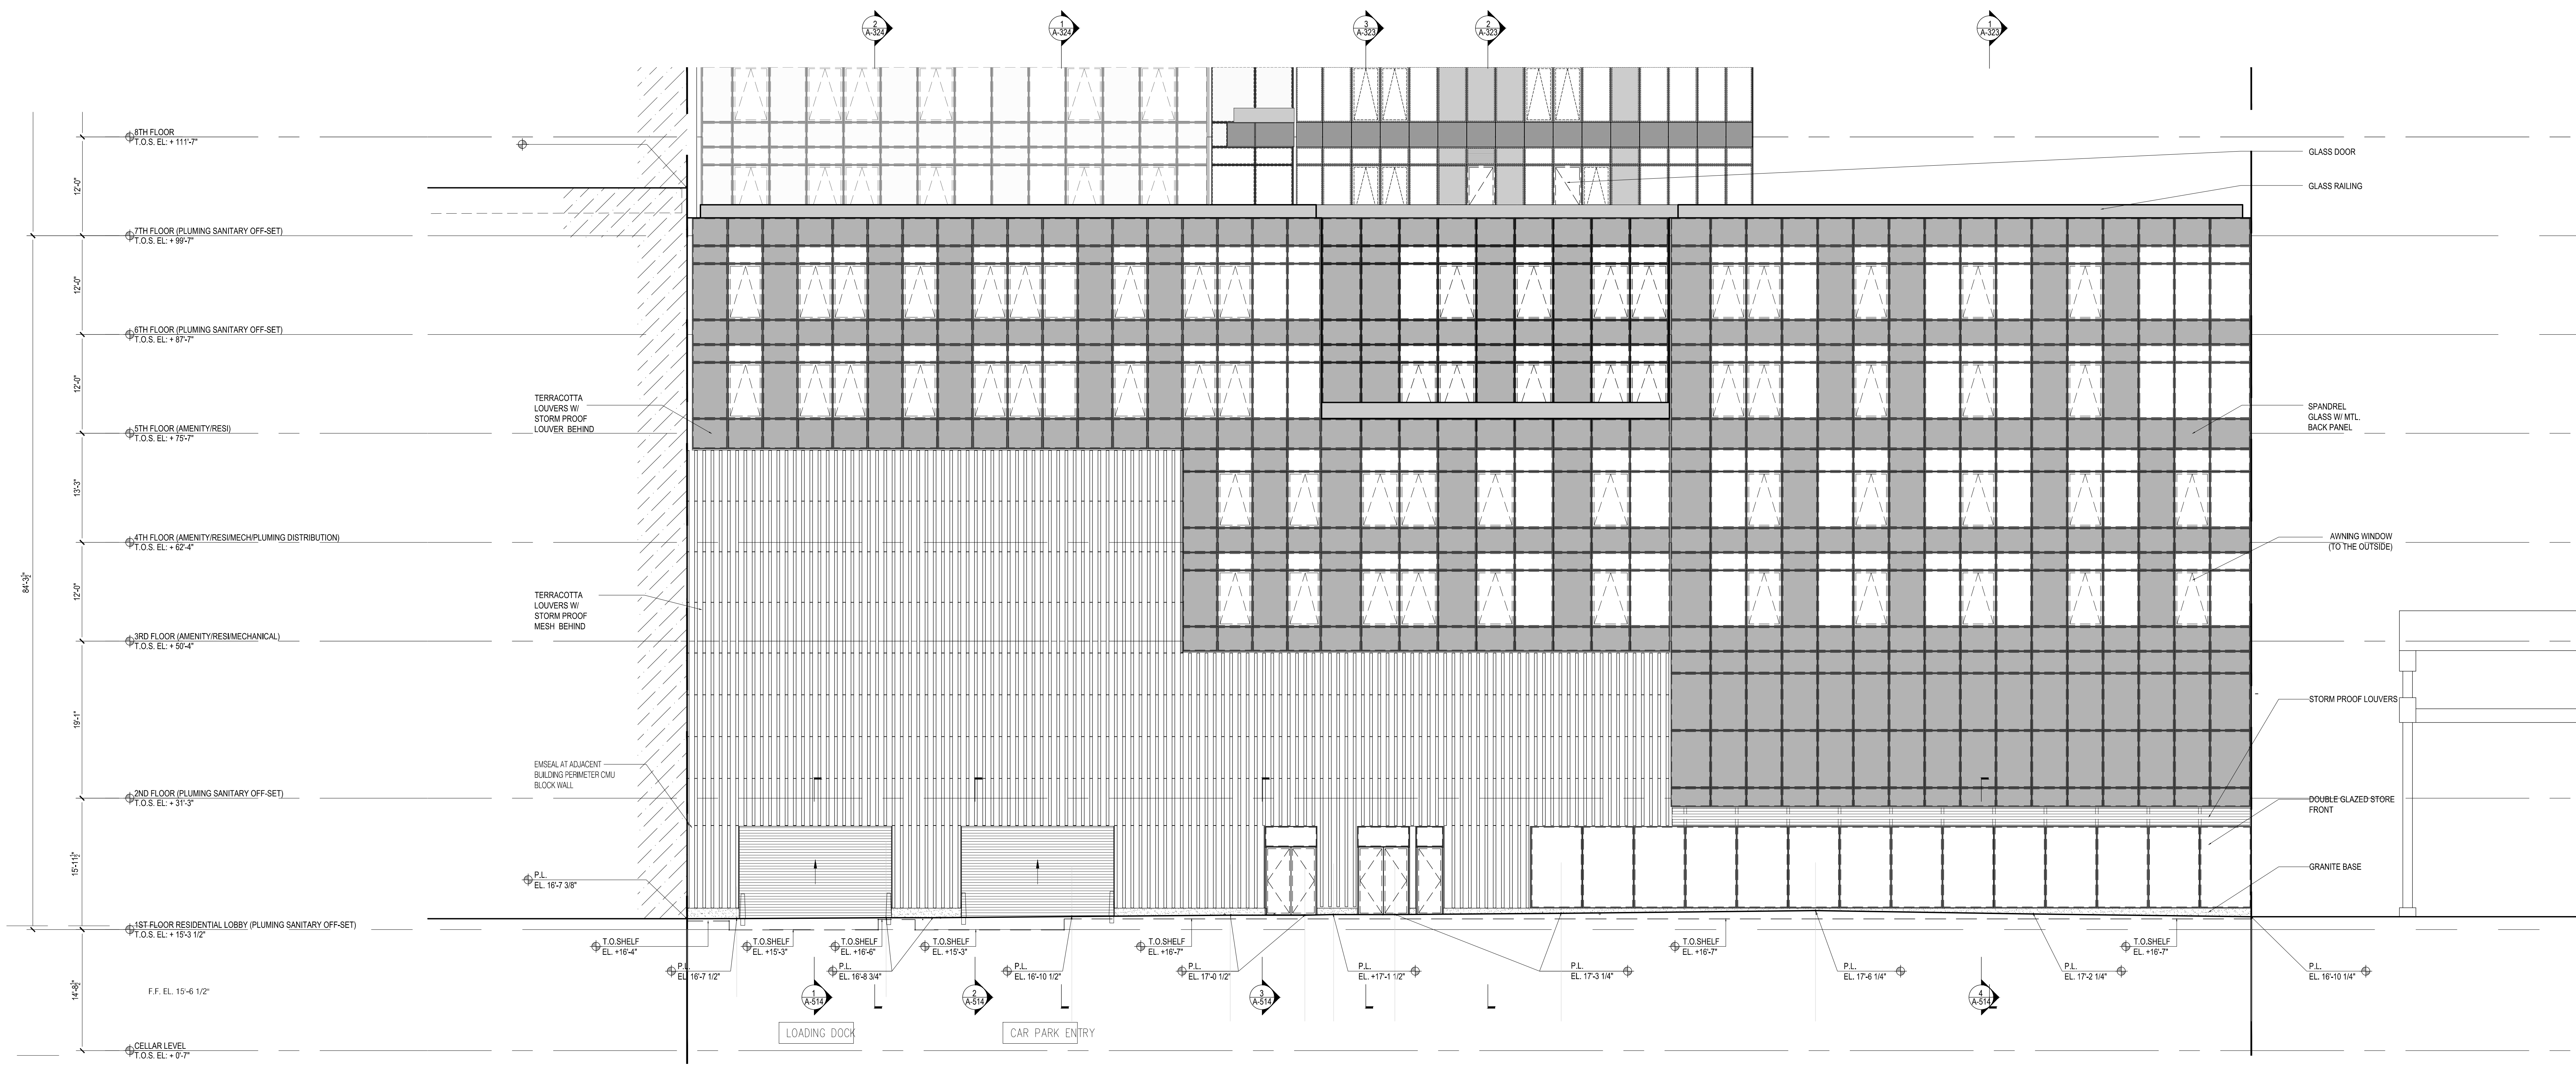 2
A-324
1
A-324
3
A-323
2
A-323
1
A-323
8TH FLOOR
T.O.S. EL: + 111'-7"
12'-0"
7TH FLOOR (PLUMING SANITARY OFF-SET)
T.O.S. EL: + 99'-7"
12'-0"
6TH FLOOR (PLUMING SANITARY OFF-SET)
T.O.S. EL: + 87'-7"
12'-0"
5TH FLOOR (AMENITY/RESI)
T.O.S. EL: + 75'-7"
13'-3"
4TH FLOOR (AMENITY/RESI/MECH/PLUMING DISTRIBUTION)
T.O.S. EL: + 62'-4"
84'-3½"
12'-0"
3RD FLOOR (AMENITY/RESI/MECHANICAL)
T.O.S. EL: + 50'-4"
19'-1"
2ND FLOOR (PLUMING SANITARY OFF-SET)
T.O.S. EL: + 31'-3"
15'-11½"
1ST FLOOR RESIDENTIAL LOBBY (PLUMING SANITARY OFF-SET)
T.O.S. EL: + 15'-3 1/2"
14'-8½"
F.F. EL. 15'-6 1/2"
CELLAR LEVEL
T.O.S. EL: + 0'-7"
TERRACOTTA
LOUVERS W/
STORM PROOF
LOUVER BEHIND
TERRACOTTA
LOUVERS W/
STORM PROOF
MESH BEHIND
EMSEAL AT ADJACENT
BUILDING PERIMETER CMU
BLOCK WALL
P.L.
EL. 16'-7 3/8"
GLASS DOOR
GLASS RAILING
SPANDREL
GLASS W/ MTL.
BACK PANEL
AWNING WINDOW
(TO THE OUTSIDE)
STORM PROOF LOUVERS
DOUBLE GLAZED STORE
FRONT
GRANITE BASE
T.O.SHELF
EL. +16'-4"
T.O.SHELF
EL. +15'-3"
T.O.SHELF
EL. +16'-6"
T.O.SHELF
EL. +15'-3"
T.O.SHELF
EL. +16'-7"
T.O.SHELF
EL. +16'-7"
T.O.SHELF
EL. +16'-7"
P.L.
EL. 16'-7 1/2"
P.L.
EL. 16'-8 3/4"
P.L.
EL. 16'-10 1/2"
P.L.
EL. 17'-0 1/2"
P.L.
EL. +17'-1 1/2"
P.L.
EL. 17'-3 1/4"
P.L.
EL. 17'-6 1/4"
P.L.
EL. 17'-2 1/4"
P.L.
EL. 16'-10 1/4"
1
A-514
2
A-514
3
A-514
4
A-514
LOADING DOCK
CAR PARK ENTRY